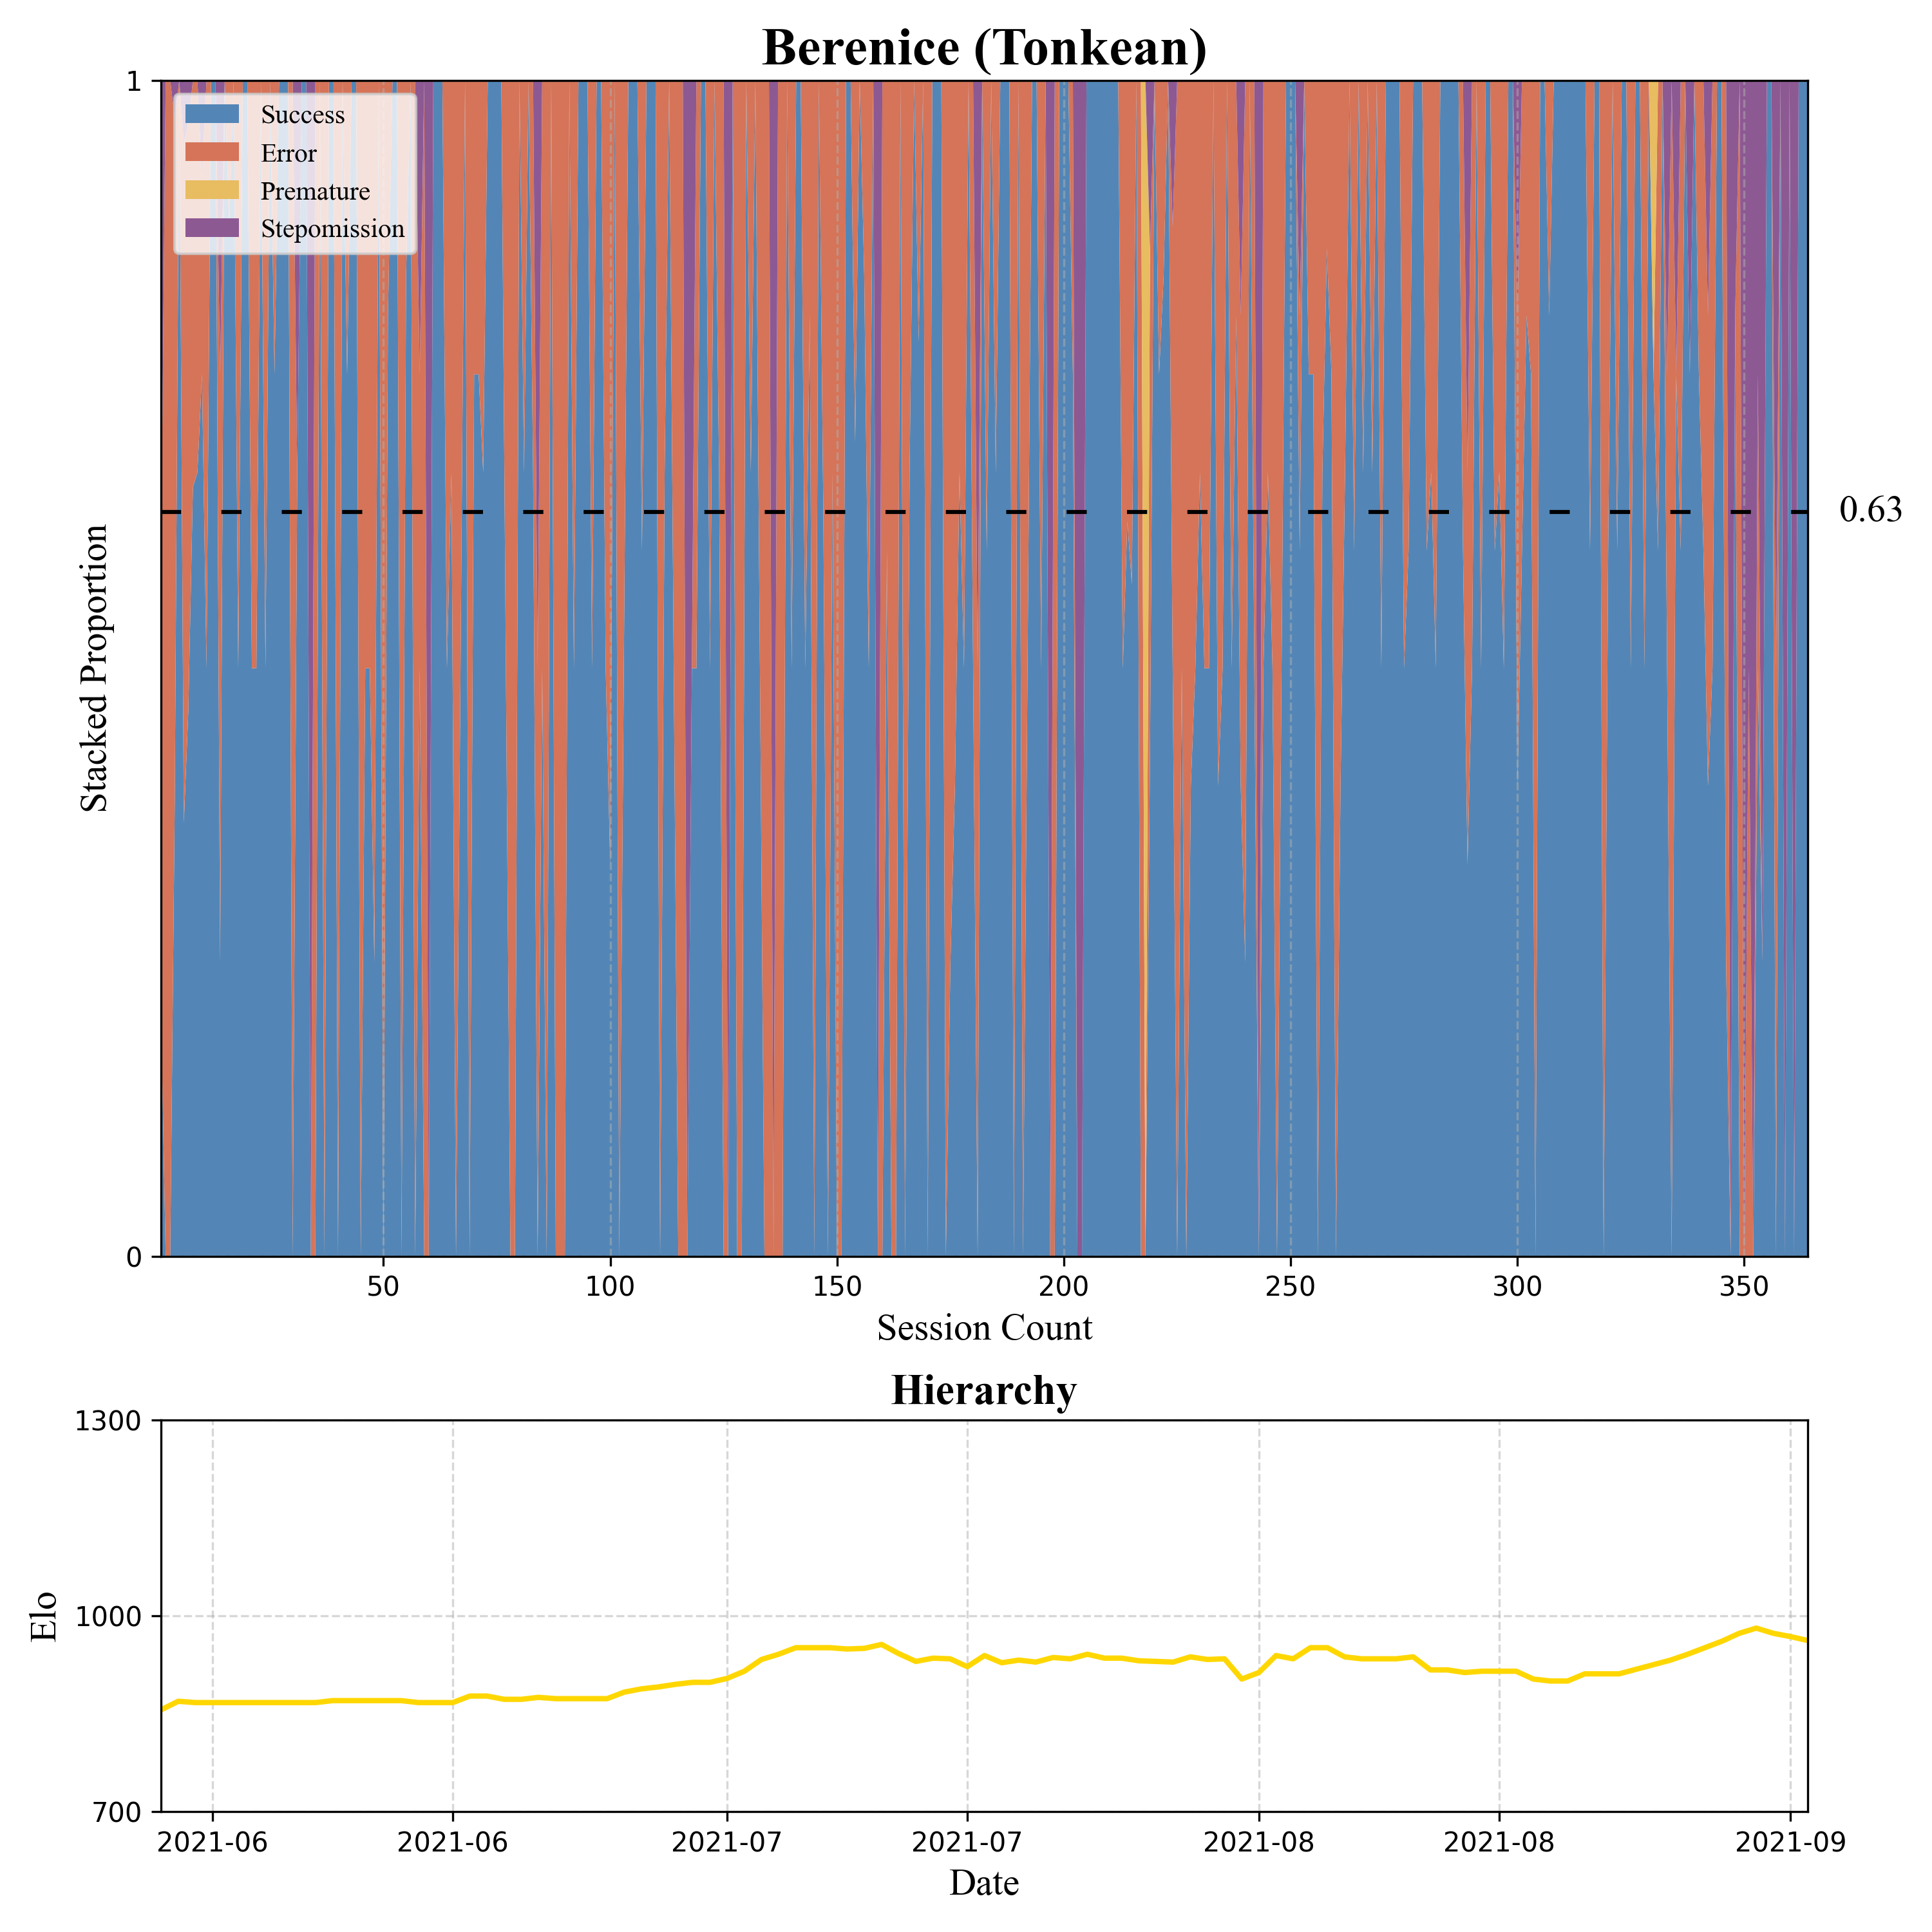 Berenice (Tonkean)
1
Success
Error
Premature
Stepomission
0.63
Stacked Proportion
0
50 100 150 200 250 300 350
Session Count
Hierarchy
1300
1000
700
Elo
2021-06 2021-06 2021-07 2021-07 2021-08 2021-08 2021-09
Date